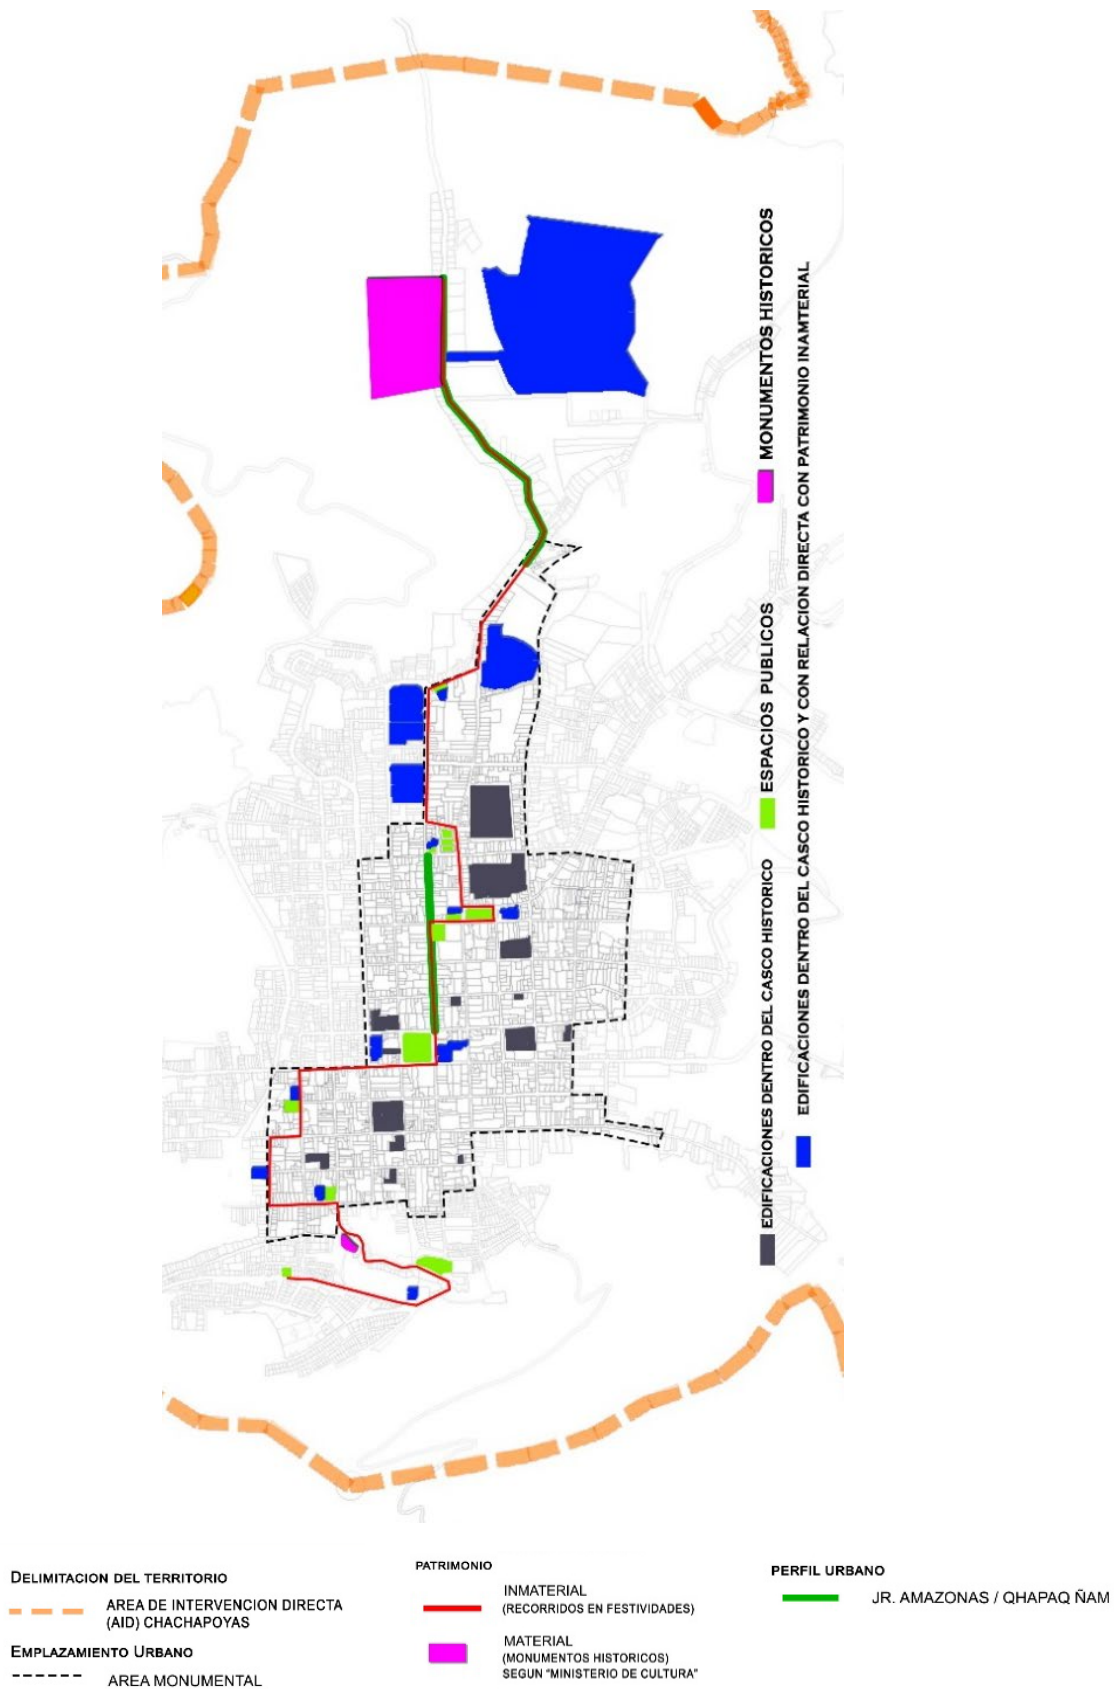 MONUMENTOS HISTORICOS
ESPACIOS PUBLICOS
EDIFICACIONES DENTRO DEL CASCO HISTORICO
EDIFICACIONES DENTRO DEL CASCO HISTORICO Y CON RELACION DIRECTA CON PATRIMONIO INAMTERIAL
DELIMITACION DEL TERRITORIO
AREA DE INTERVENCION DIRECTA
(AID) CHACHAPOYAS
EMPLAZAMIENTO URBANO
AREA MONUMENTAL
PATRIMONIO
INMATERIAL
(RECORRIDOS EN FESTIVIDADES)
MATERIAL
(MONUMENTOS HISTORICOS)
SEGUN "MINISTERIO DE CULTURA"
PERFIL URBANO
JR. AMAZONAS / QHAPAQ ÑAM